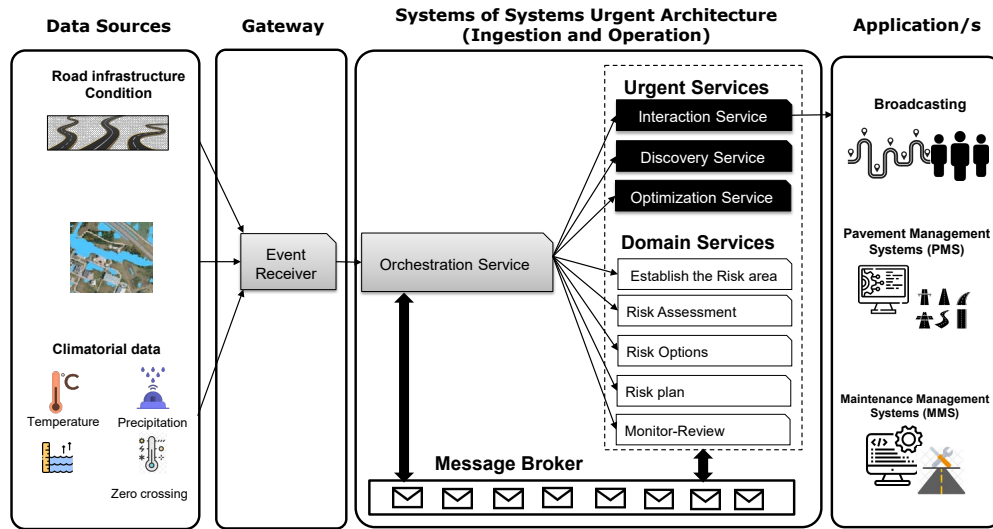 Data Sources
Gateway
Systems of Systems Urgent Architecture
(Ingestion and Operation)
Application/s
Road infrastructure
Condition
Climatorial data
°C
Temperature
Precipitation
Zero crossing
Event
Receiver
Orchestration Service
Urgent Services
Interaction Service
Discovery Service
Optimization Service
Domain Services
Establish the Risk area
Risk Assessment
Risk Options
Risk plan
Monitor-Review
Message Broker
Broadcasting
Pavement Management
Systems (PMS)
Maintenance Management
Systems (MMS)